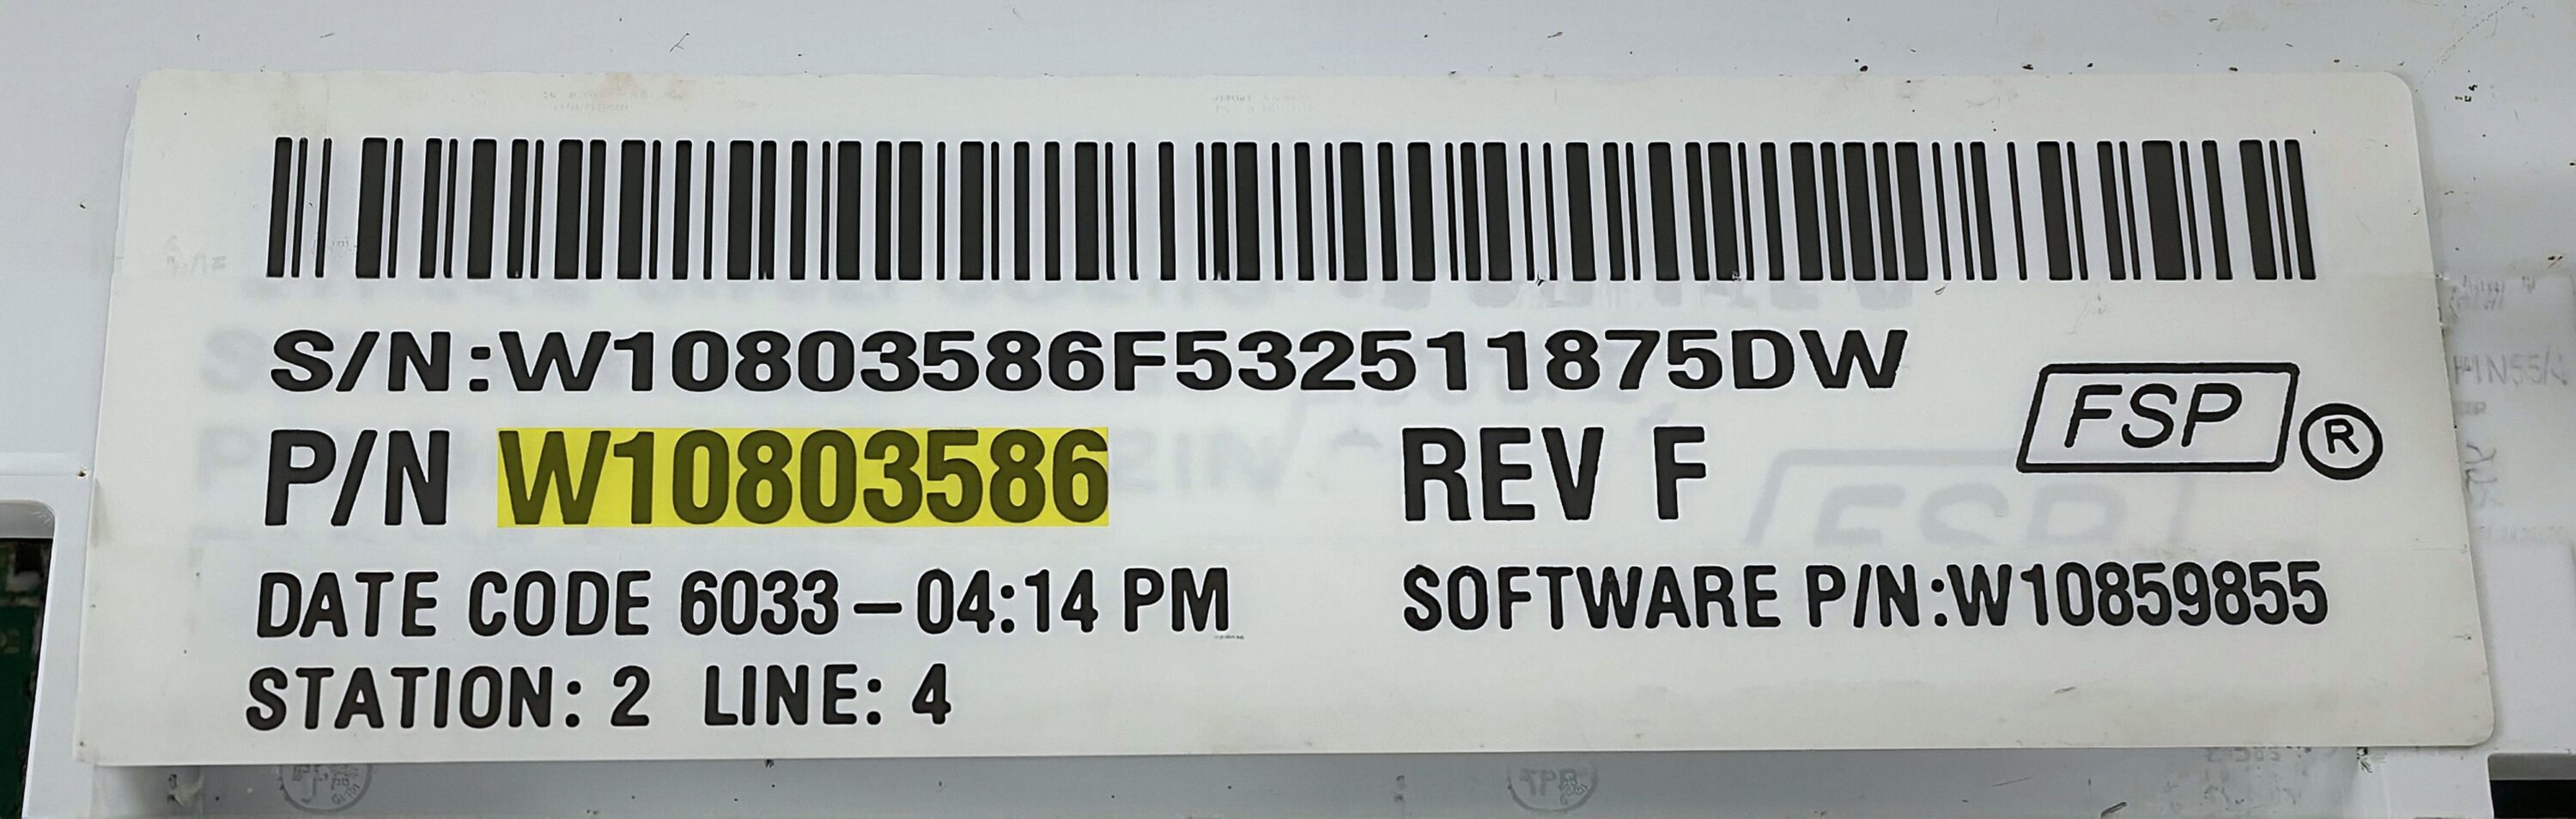 S/N:W10803586F532511875DW
P/N W10803586 REV F FSP ®
DATE CODE 6033-04:14 PM SOFTWARE P/N:W10859855
STATION: 2 LINE: 4